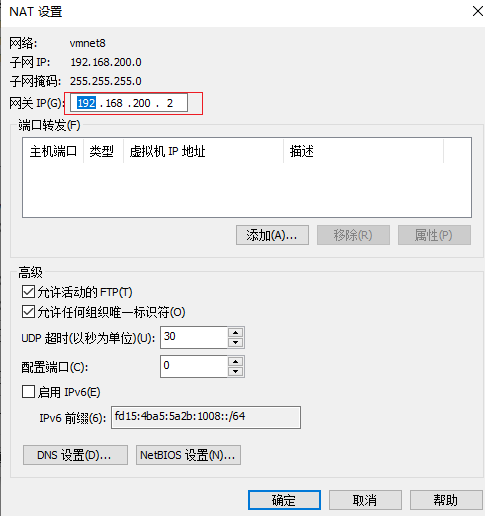 NAT 设置
网络: vmnet8
子网 IP: 192.168.200.0
子网掩码: 255.255.255.0
网关 IP(G): 192 . 168 . 200 . 2
端口转发(F)
主机端口 类型 虚拟机 IP 地址 描述
添加(A)... 移除(R) 属性(P)
高级
允许活动的 FTP(T)
允许任何组织唯一标识符(O)
UDP 超时(以秒为单位)(U): 30
配置端口(C): 0
启用 IPv6(E)
IPv6 前缀(6): fd15:4ba5:5a2b:1008::/64
DNS 设置(D)... NetBIOS 设置(N)...
确定 取消 帮助